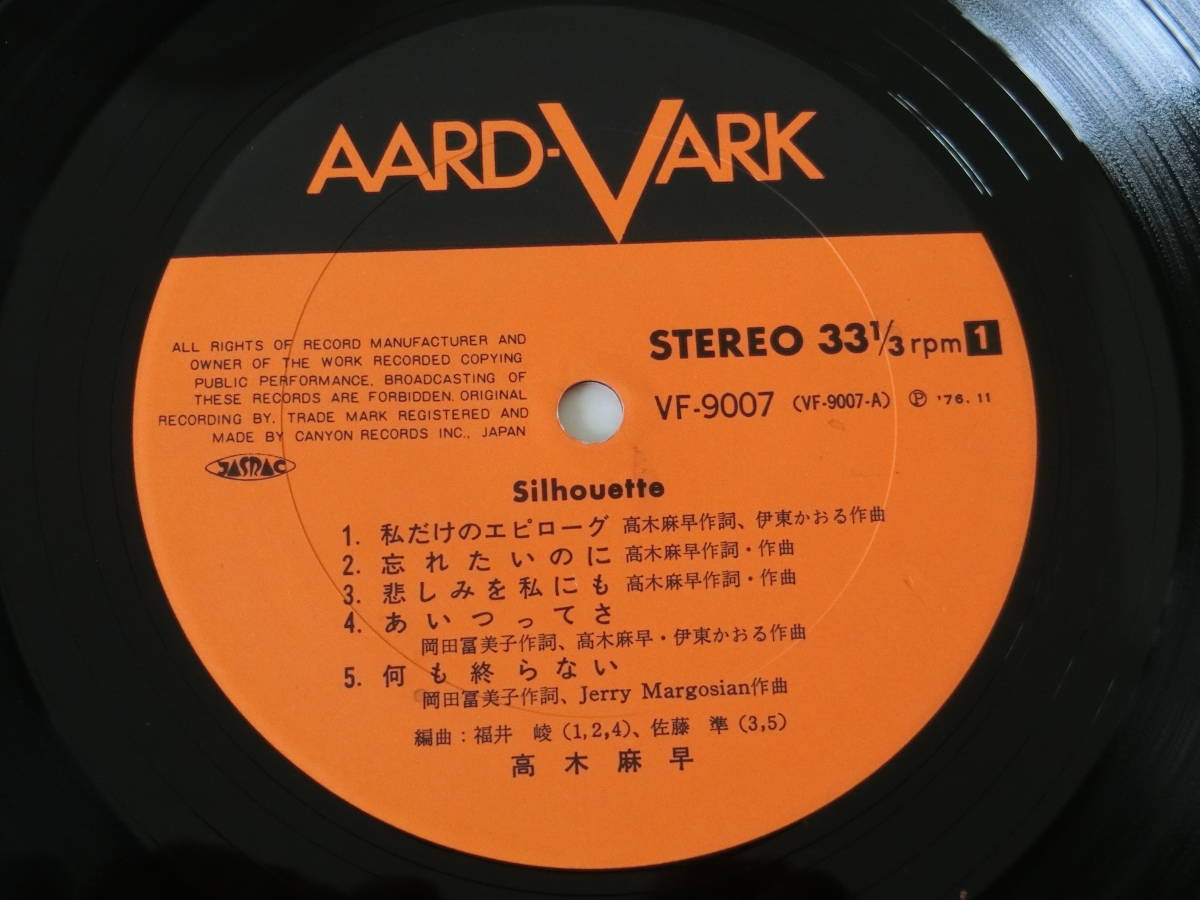 AARD-VARK
ALL RIGHTS OF RECORD MANUFACTURER AND
OWNER OF THE WORK RECORDED COPYING
PUBLIC PERFORMANCE, BROADCASTING OF
THESE RECORDS ARE FORBIDDEN. ORIGINAL
RECORDING BY, TRADE MARK REGISTERED AND
MADE BY CANYON RECORDS INC., JAPAN
JASRAC
STEREO 33 1/3 rpm 1
VF-9007 (VF-9007-A) Ⓟ '76. 11
Silhouette
1. 私だけのエピローグ 高木麻早作詞、伊東かおる作曲
2. 忘れたいのに 高木麻早作詞・作曲
3. 悲しみを私にも 高木麻早作詞・作曲
4. あいつってさ
岡田冨美子作詞、高木麻早・伊東かおる作曲
5. 何も終らない
岡田冨美子作詞、Jerry Margosian作曲
編曲：福井 崚 (1,2,4)、佐藤 準 (3,5)
高木麻早